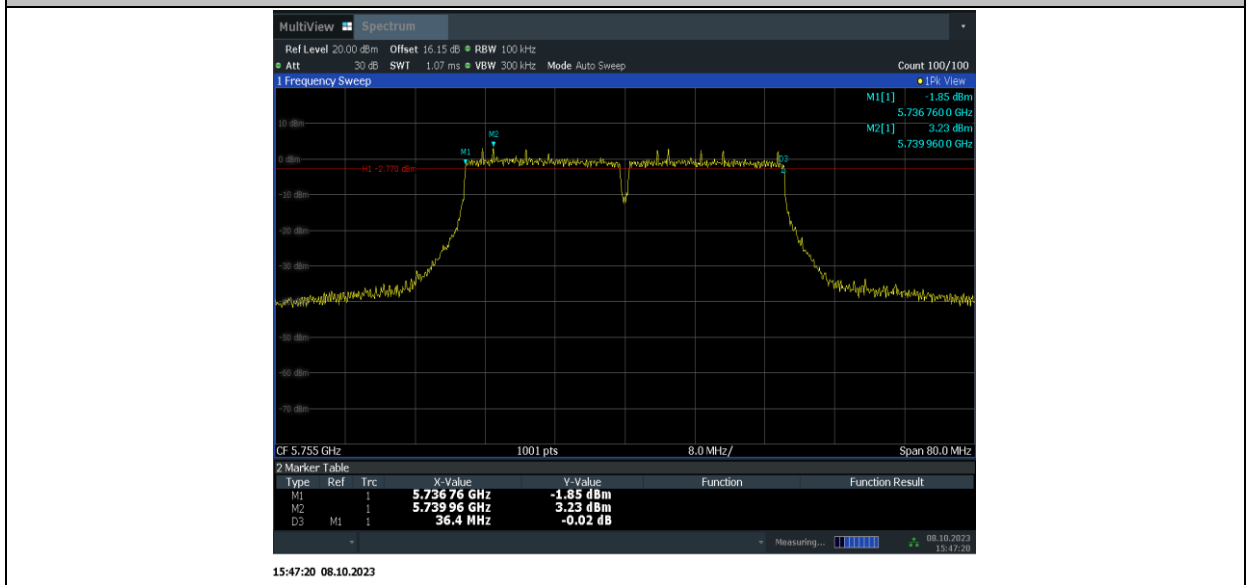 MultiView Spectrum
Ref Level 20.00 dBm Offset 16.15 dB RBW 100 kHz
Att 30 dB SWT 1.07 ms VBW 300 kHz Mode Auto Sweep Count 100/100
1 Frequency Sweep 1Pk View
M1[1] -1.85 dBm
5.736 760 0 GHz
10 dBm
M2[1] 3.23 dBm
M2
5.739 960 0 GHz
M1
0 dBm
D3
H1 -2.770 dBm
-10 dBm
-20 dBm
-30 dBm
-50 dBm
-60 dBm
-70 dBm
CF 5.755 GHz 1001 pts 8.0 MHz/ Span 80.0 MHz
2 Marker Table
Type Ref Trc X-Value Y-Value Function Function Result
M1 1 5.736 76 GHz -1.85 dBm
M2 1 5.739 96 GHz 3.23 dBm
D3 M1 1 36.4 MHz -0.02 dB
Measuring... 08.10.2023
15:47:20
15:47:20 08.10.2023